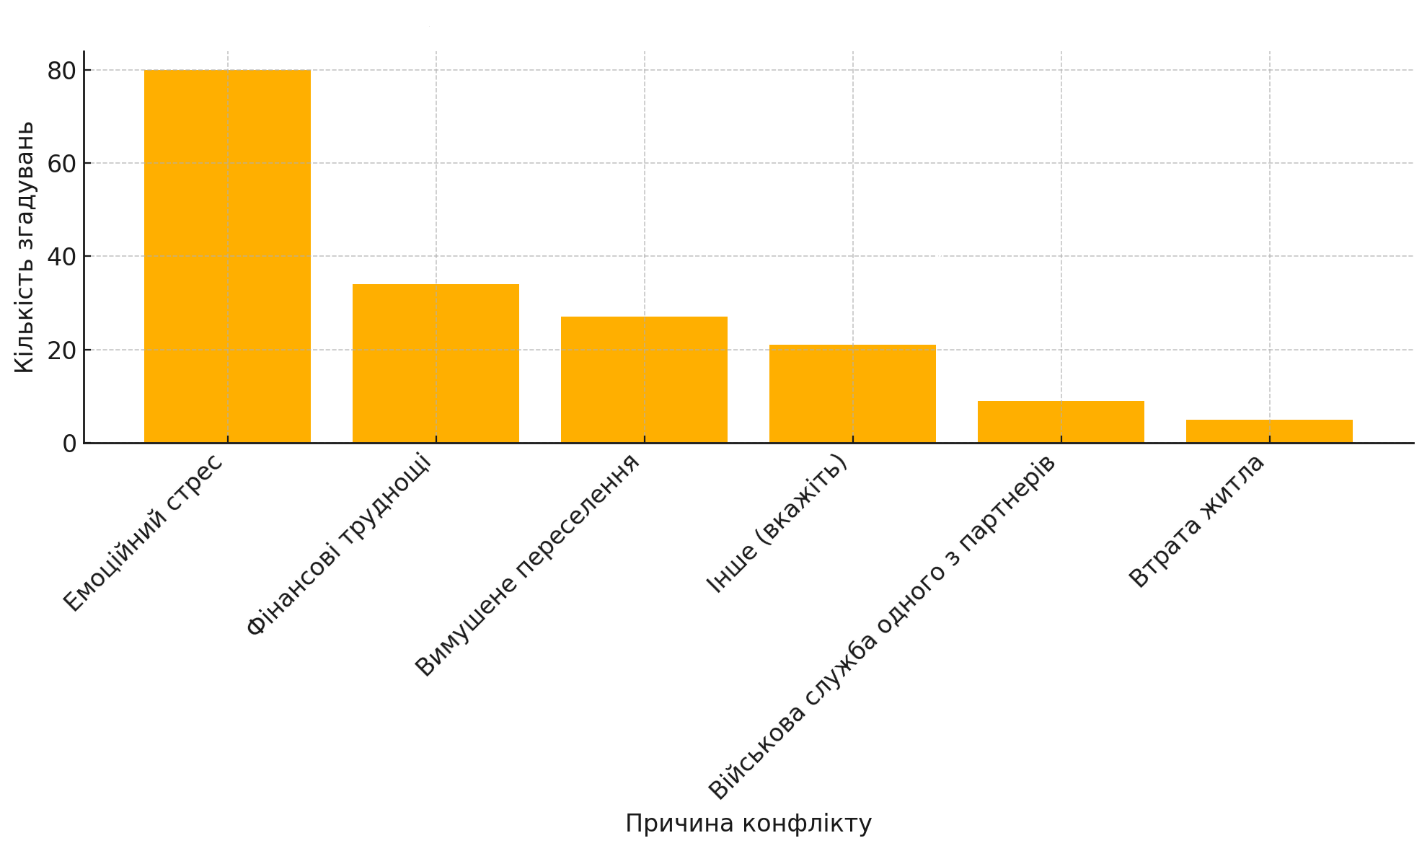 Кількість згадувань
80
60
40
20
0
Емоційний стрес
Фінансові труднощі
Вимушене переселення
Інше (вкажіть)
Військова служба одного з партнерів
Втрата житла
Причина конфлікту